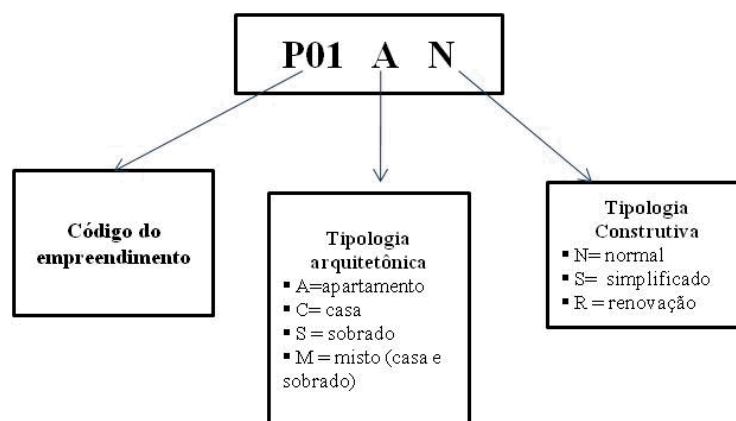 P01 A N
Código do
empreendimento
Tipologia
arquitetônica
▪ A=apartamento
▪ C= casa
▪ S = sobrado
▪ M = misto (casa e
sobrado)
Tipologia
Construtiva
▪ N= normal
▪ S= simplificado
▪ R = renovação